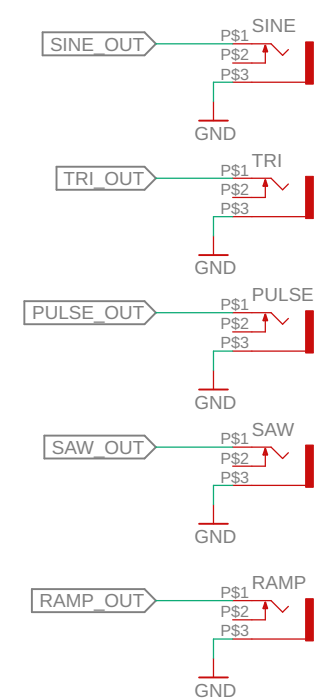 SINE
P$1
SINE_OUT
P$2
P$3
GND
TRI
P$1
TRI_OUT
P$2
P$3
GND
PULSE
P$1
PULSE_OUT
P$2
P$3
GND
SAW
P$1
SAW_OUT
P$2
P$3
GND
RAMP
P$1
RAMP_OUT
P$2
P$3
GND